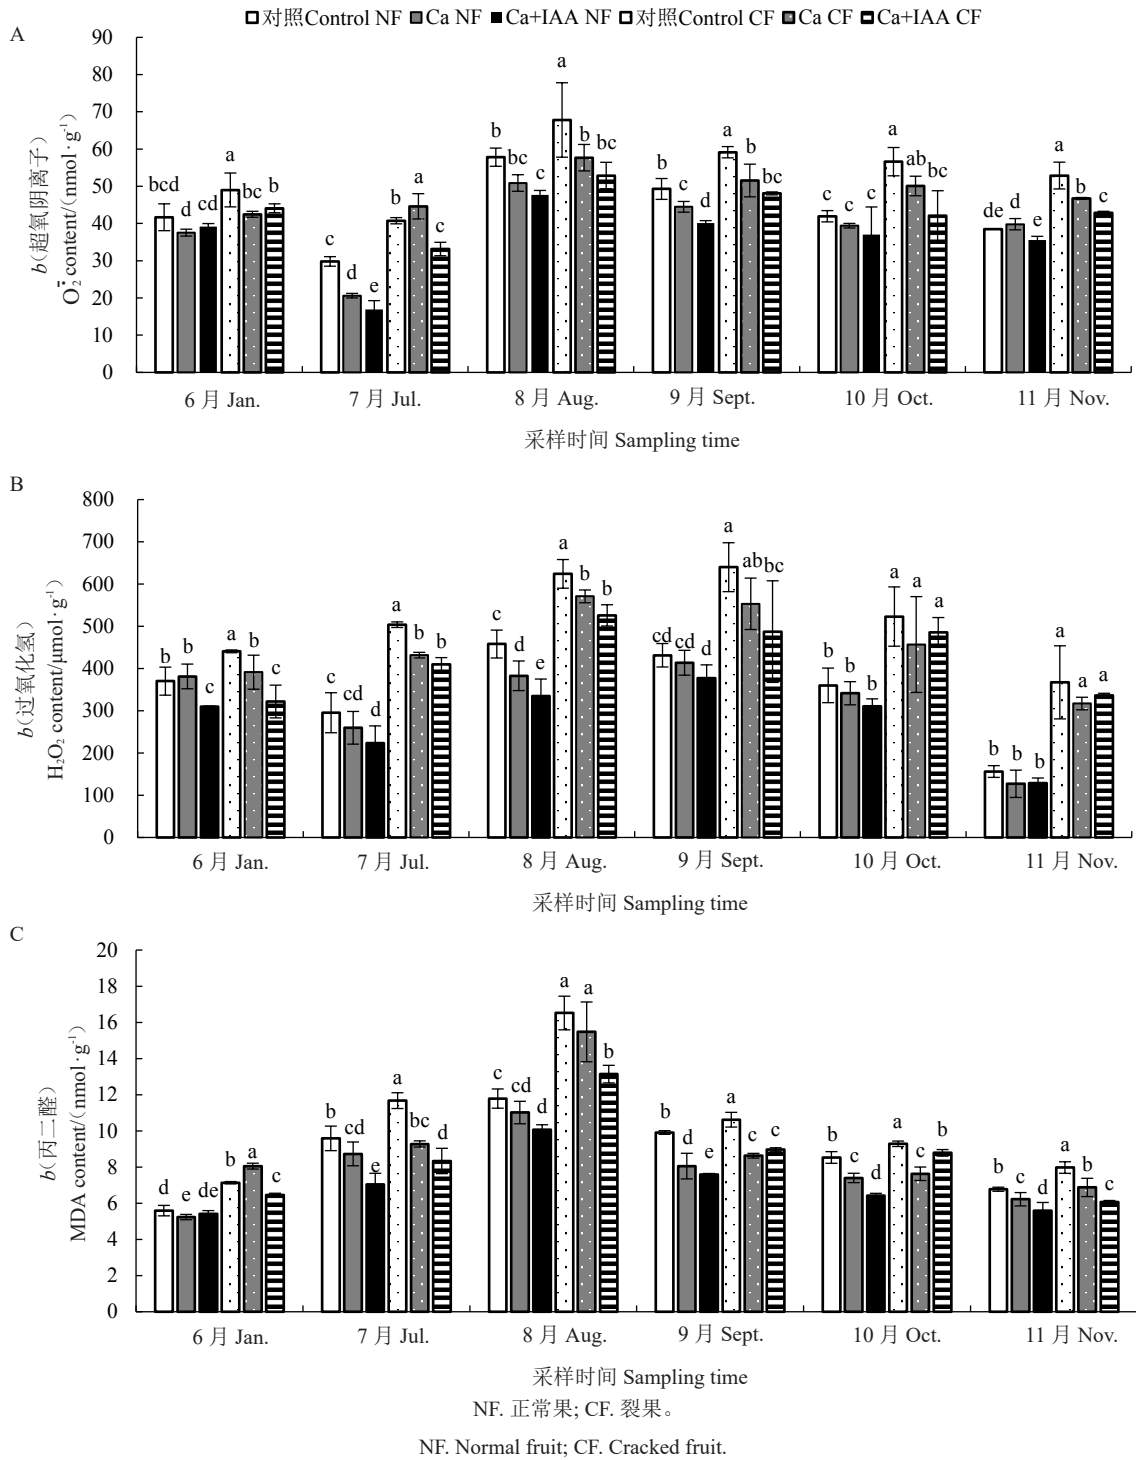 对照Control NF Ca NF Ca+IAA NF 对照Control CF Ca CF Ca+IAA CF
A
b(超氧阴离子)
O₂•⁻ content/(nmol·g⁻¹)
90
80
70
60
50
40
30
20
10
0
bcd d cd a bc b
c d e b a c
b bc c a b bc
b c d a b bc
c c c a ab bc
de d e a b c
6 月 Jan. 7 月 Jul. 8 月 Aug. 9 月 Sept. 10 月 Oct. 11 月 Nov.
采样时间 Sampling time
B
b(过氧化氢)
H₂O₂ content/μmol·g⁻¹)
800
700
600
500
400
300
200
100
0
b b c a b c
c cd d a b b
c d e a b b
cd cd d a ab bc
b b b a a a
b b b a a a
6 月 Jan. 7 月 Jul. 8 月 Aug. 9 月 Sept. 10 月 Oct. 11 月 Nov.
采样时间 Sampling time
C
b(丙二醛)
MDA content/(nmol·g⁻¹)
20
18
16
14
12
10
8
6
4
2
0
d e de b a c
b cd e a bc d
c cd d a a b
b d e a c c
b c d a c b
b c d a b c
6 月 Jan. 7 月 Jul. 8 月 Aug. 9 月 Sept. 10 月 Oct. 11 月 Nov.
采样时间 Sampling time
NF. 正常果; CF. 裂果。
NF. Normal fruit; CF. Cracked fruit.